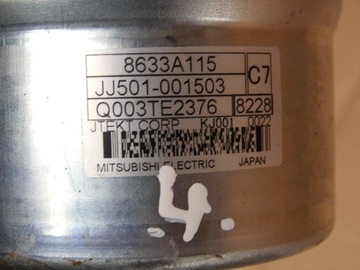 8633A115
JJ501-001503 C7
Q003TE2376 8228
JTEKT CORP KJ001 0022
MITSUBISHI ELECTRIC JAPAN
4.